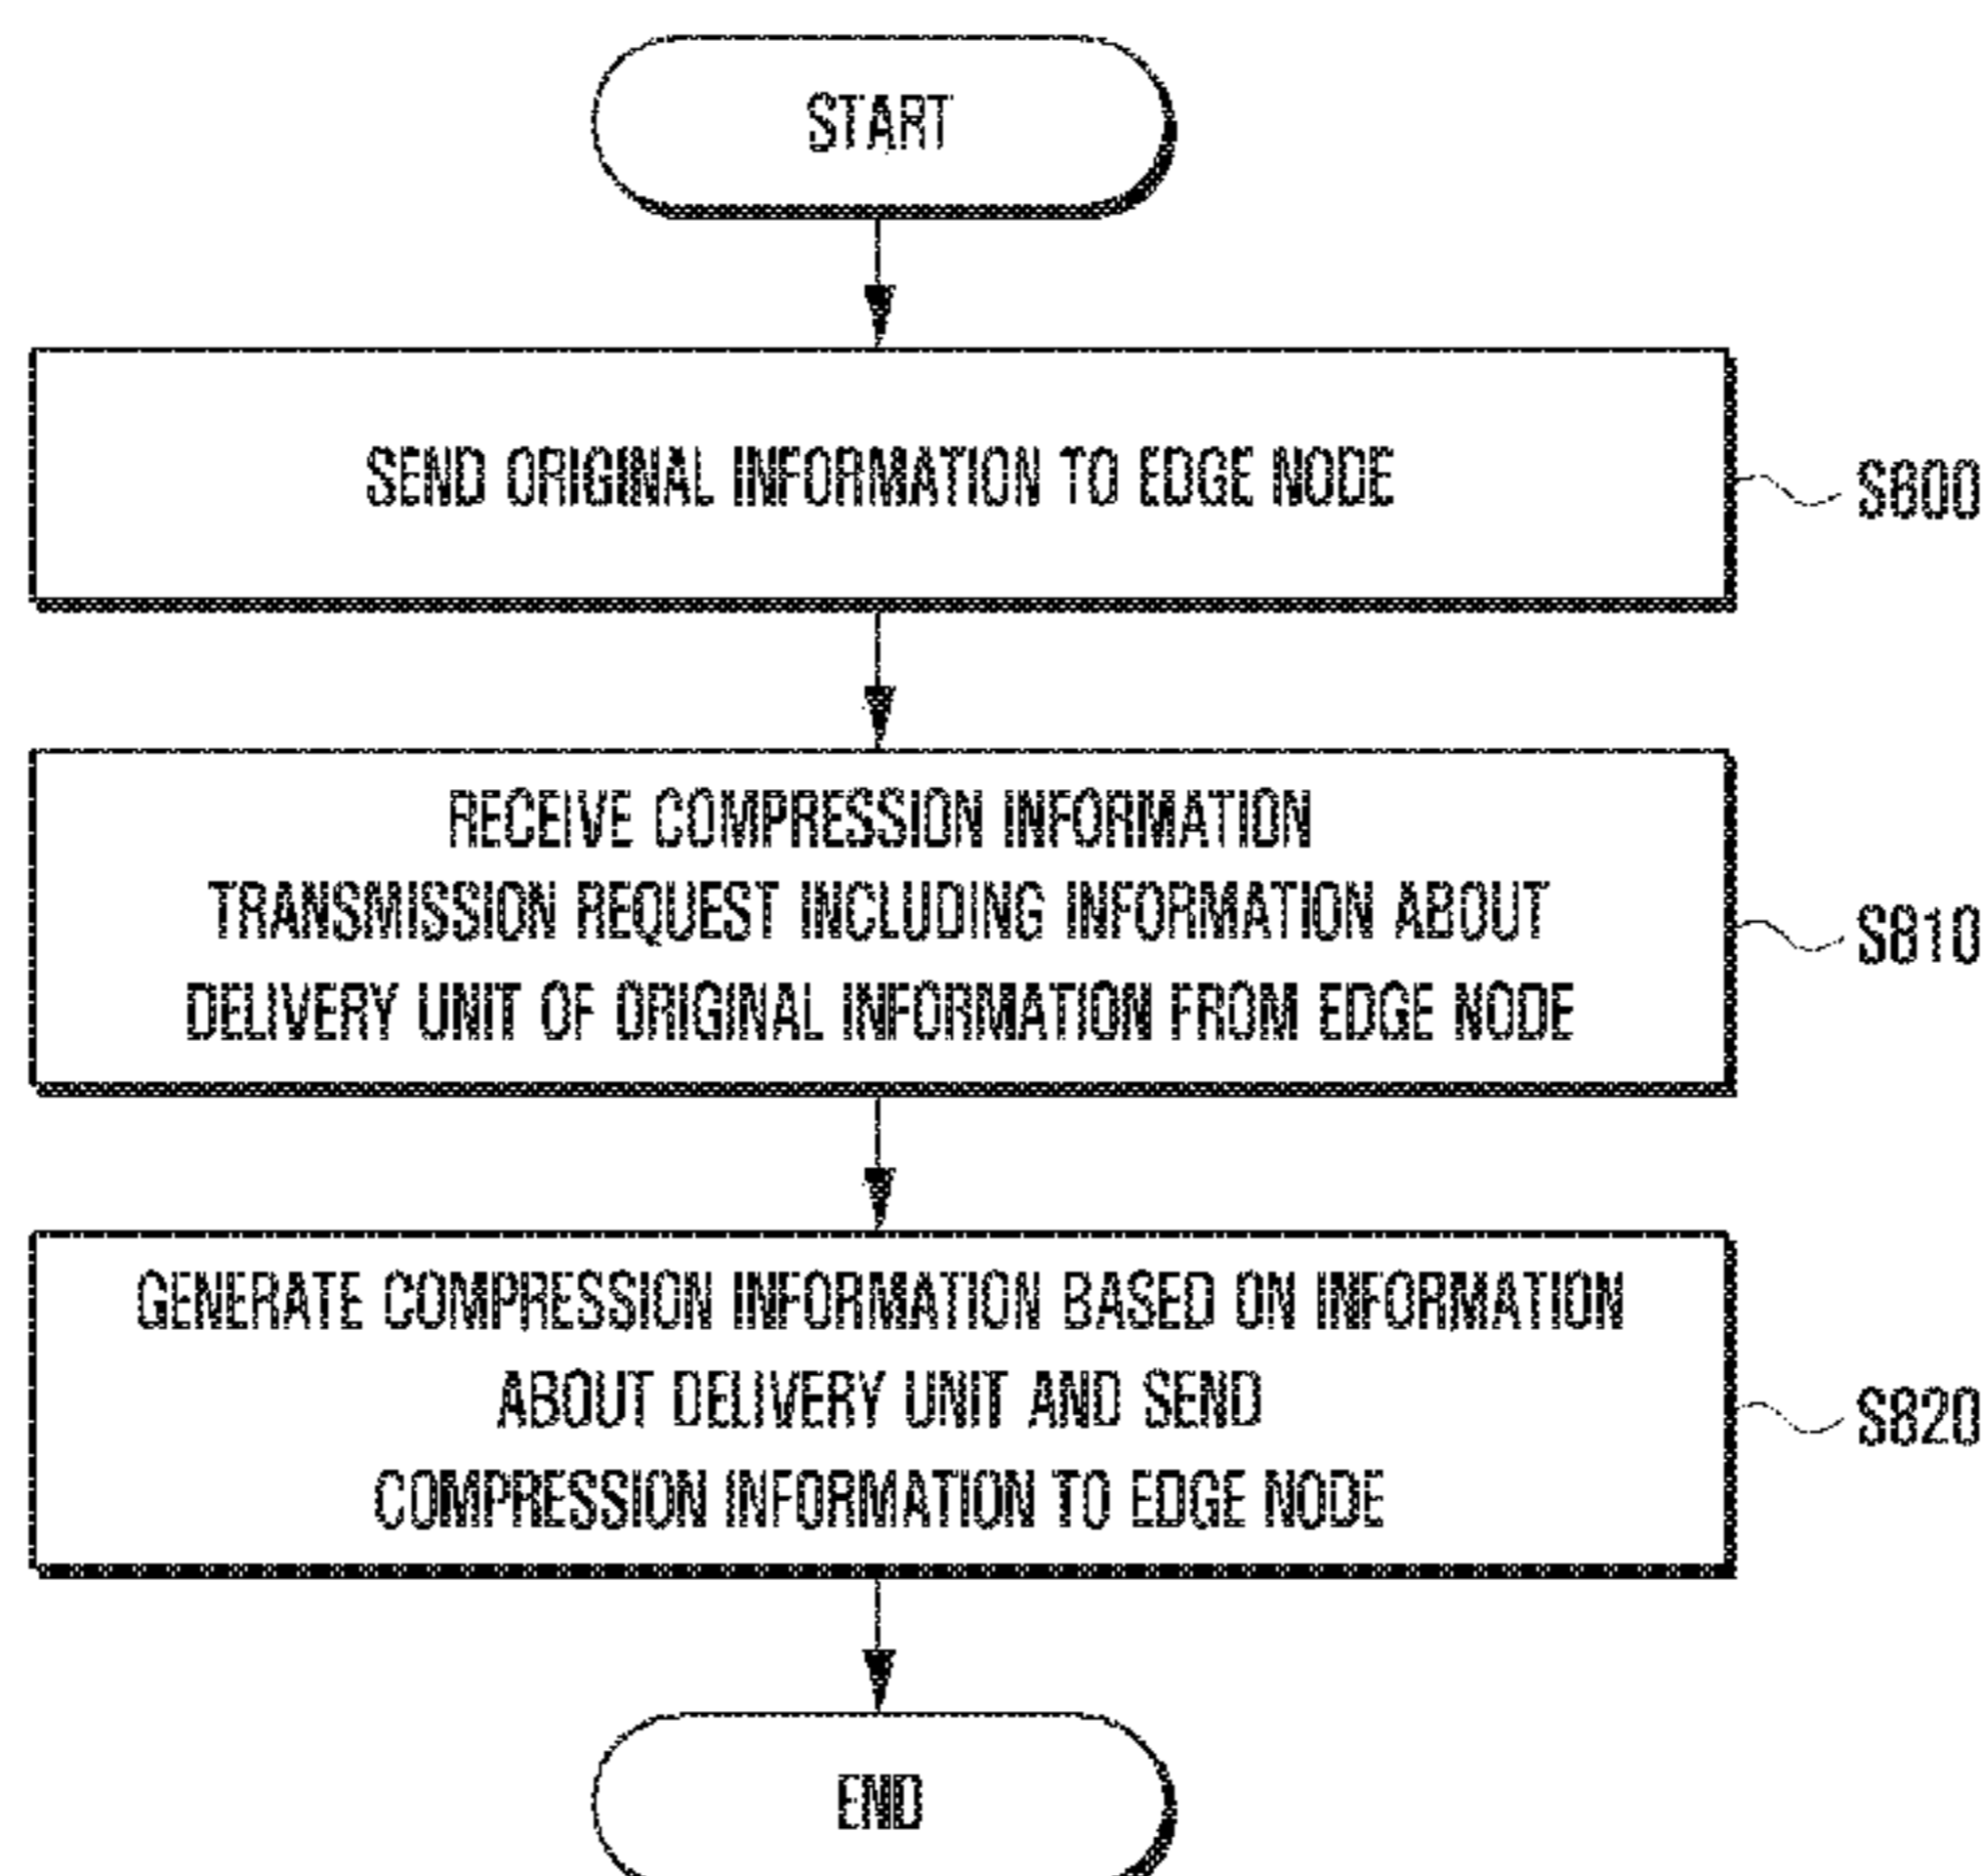 START
SEND ORIGINAL INFORMATION TO EDGE NODE
S800
RECEIVE COMPRESSION INFORMATION
TRANSMISSION REQUEST INCLUDING INFORMATION ABOUT
DELIVERY UNIT OF ORIGINAL INFORMATION FROM EDGE NODE
S810
GENERATE COMPRESSION INFORMATION BASED ON INFORMATION
ABOUT DELIVERY UNIT AND SEND
COMPRESSION INFORMATION TO EDGE NODE
S820
END